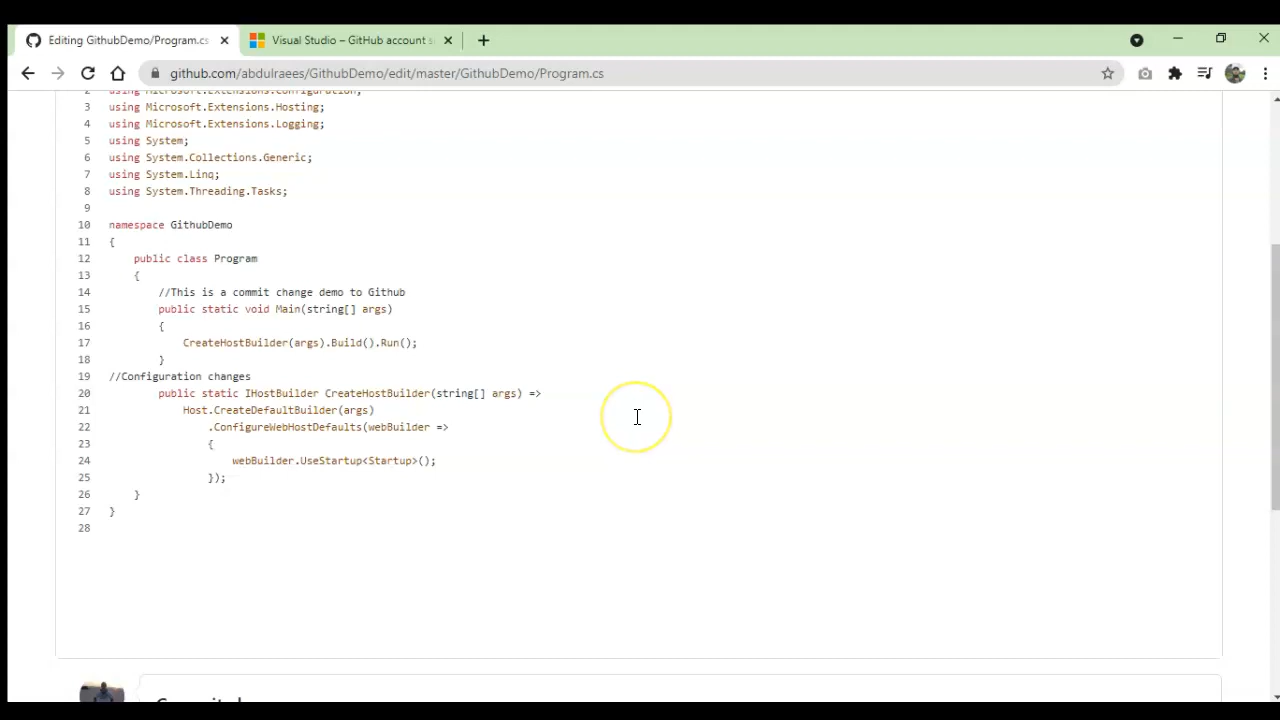 Editing GithubDemo/Program.cs
Visual Studio – GitHub account s
github.com/abdulraees/GithubDemo/edit/master/GithubDemo/Program.cs
2 using Microsoft.Extensions.Configuration;
3 using Microsoft.Extensions.Hosting;
4 using Microsoft.Extensions.Logging;
5 using System;
6 using System.Collections.Generic;
7 using System.Linq;
8 using System.Threading.Tasks;
9
10 namespace GithubDemo
11 {
12 public class Program
13 {
14 //This is a commit change demo to Github
15 public static void Main(string[] args)
16 {
17 CreateHostBuilder(args).Build().Run();
18 }
19 //Configuration changes
20 public static IHostBuilder CreateHostBuilder(string[] args) =>
21 Host.CreateDefaultBuilder(args)
22 .ConfigureWebHostDefaults(webBuilder =>
23 {
24 webBuilder.UseStartup<Startup>();
25 });
26 }
27 }
28